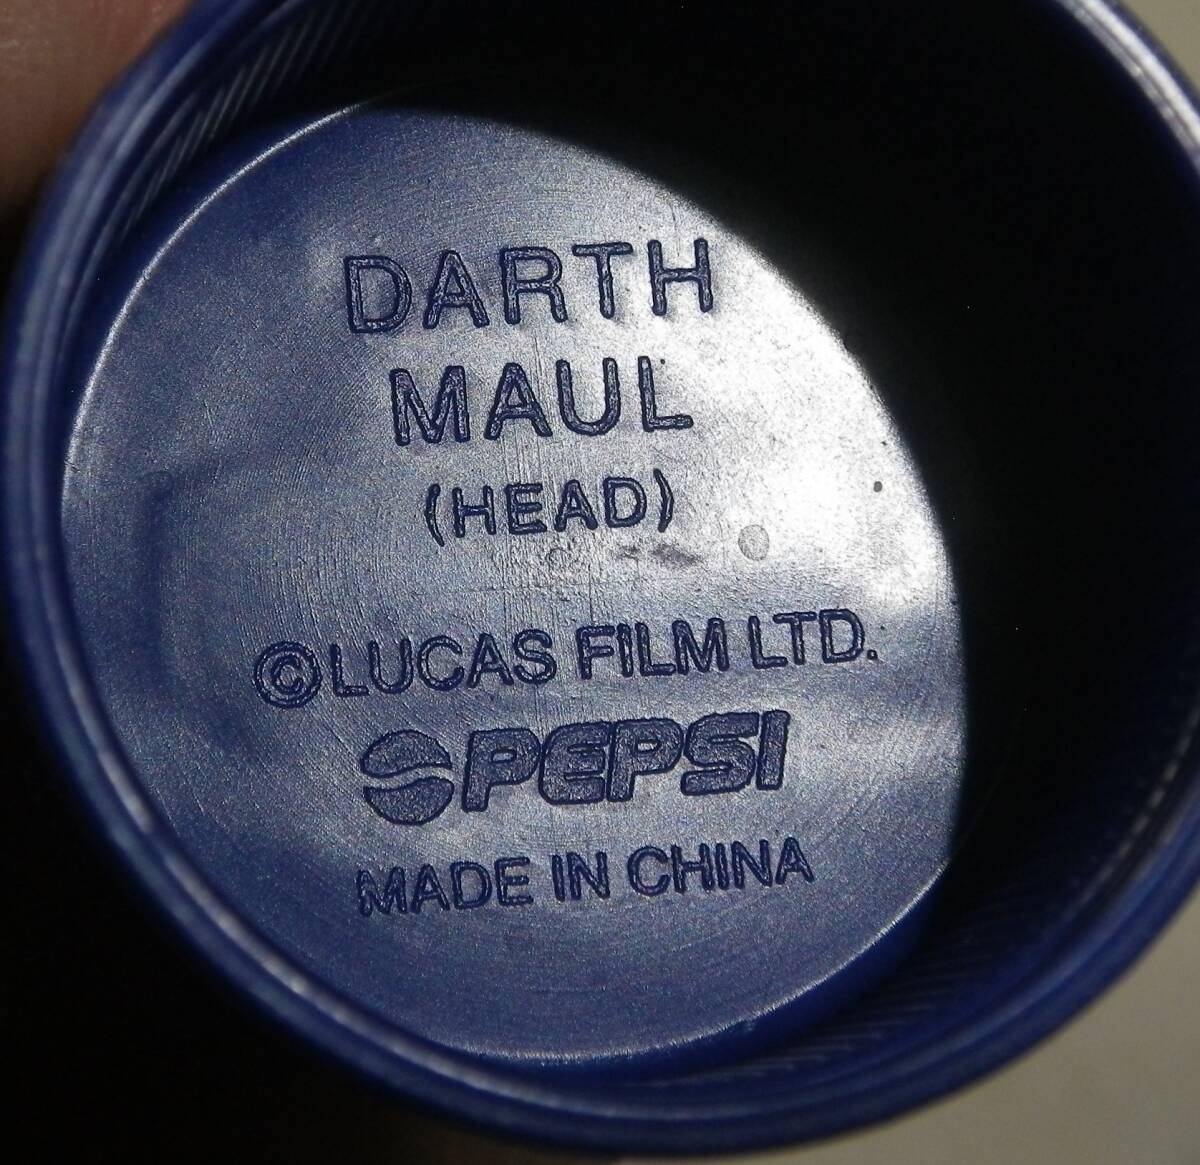 DARTH
MAUL
(HEAD)
©LUCAS FILM LTD.
PEPSI
MADE IN CHINA